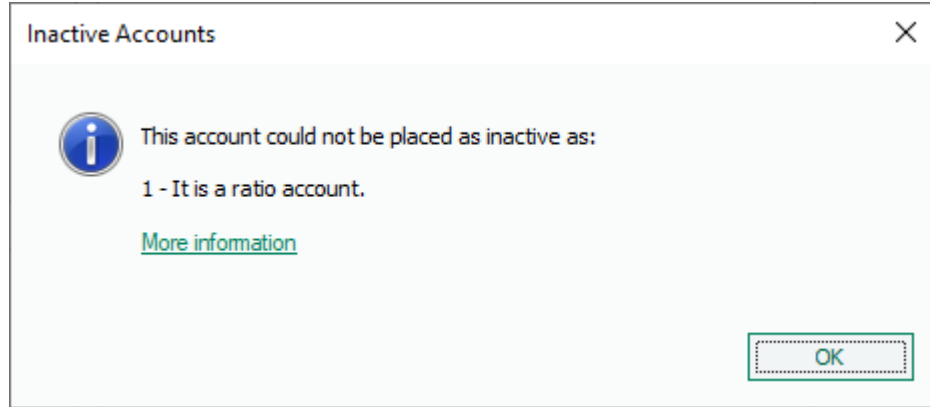 Inactive Accounts
This account could not be placed as inactive as:
1 - It is a ratio account.
More information
OK